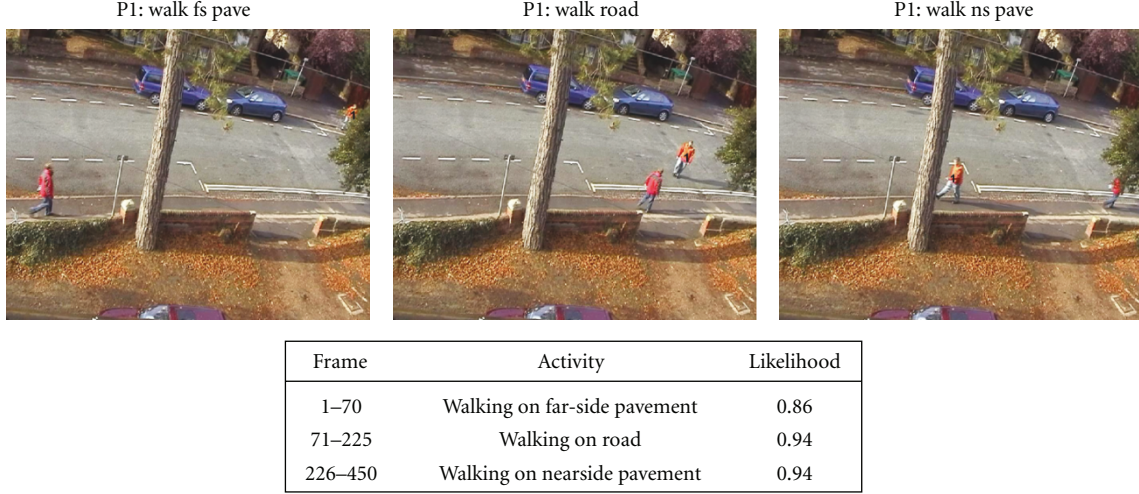 P1: walk fs pave
P1: walk road
P1: walk ns pave
Frame Activity Likelihood
1–70 Walking on far-side pavement 0.86
71–225 Walking on road 0.94
226–450 Walking on nearside pavement 0.94